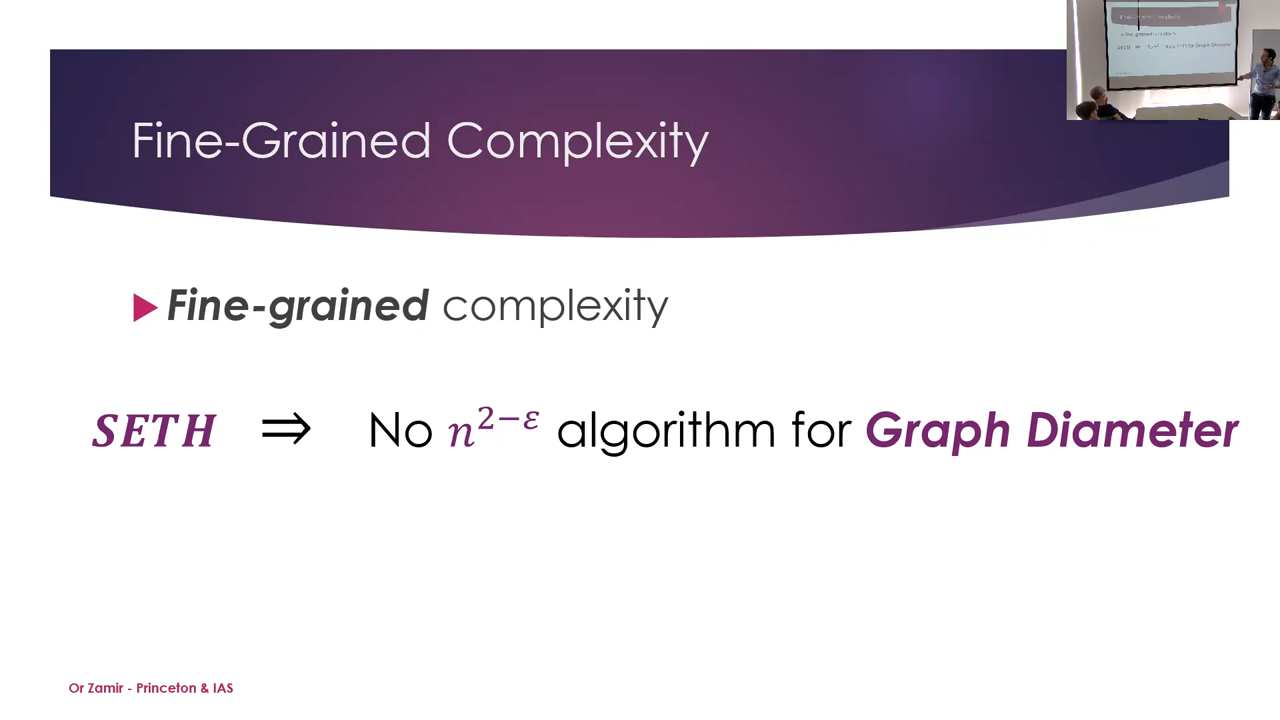 Fine-Grained Complexity
Fine-grained complexity
SETH ⇒ No n^{2-ε} algorithm for Graph Diameter
Or Zamir - Princeton & IAS